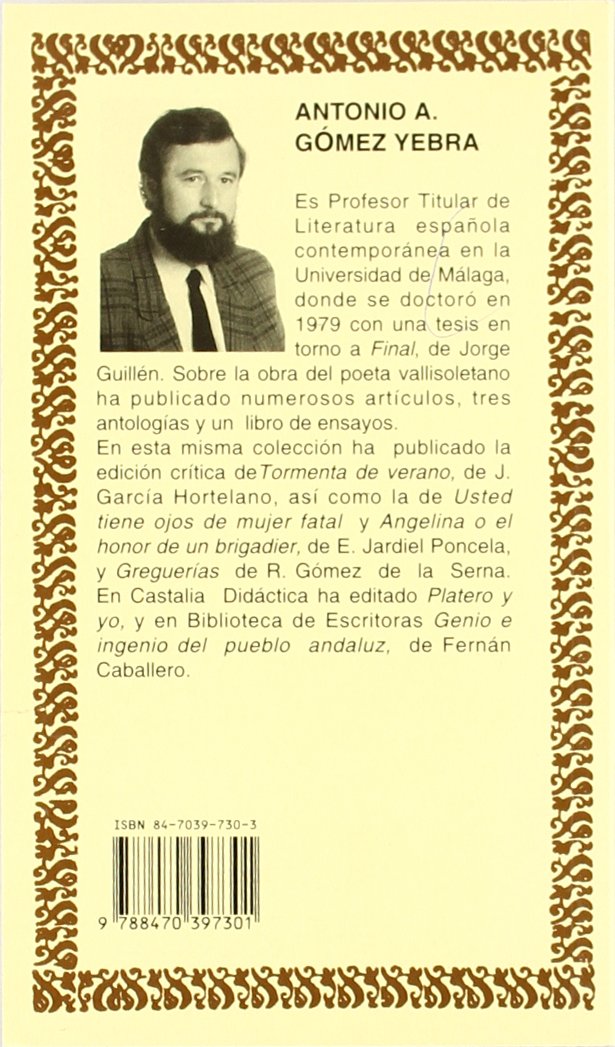 ANTONIO A.
GÓMEZ YEBRA
Es Profesor Titular de
Literatura española
contemporánea en la
Universidad de Málaga,
donde se doctoró en
1979 con una tesis en
torno a Final, de Jorge
Guillén. Sobre la obra del poeta vallisoletano
ha publicado numerosos artículos, tres
antologías y un libro de ensayos.
En esta misma colección ha publicado la
edición crítica de Tormenta de verano, de J.
García Hortelano, así como la de Usted
tiene ojos de mujer fatal y Angelina o el
honor de un brigadier, de E. Jardiel Poncela,
y Greguerías de R. Gómez de la Serna.
En Castalia Didáctica ha editado Platero y
yo, y en Biblioteca de Escritoras Genio e
ingenio del pueblo andaluz, de Fernán
Caballero.
ISBN 84-7039-730-3
9 788470 397301